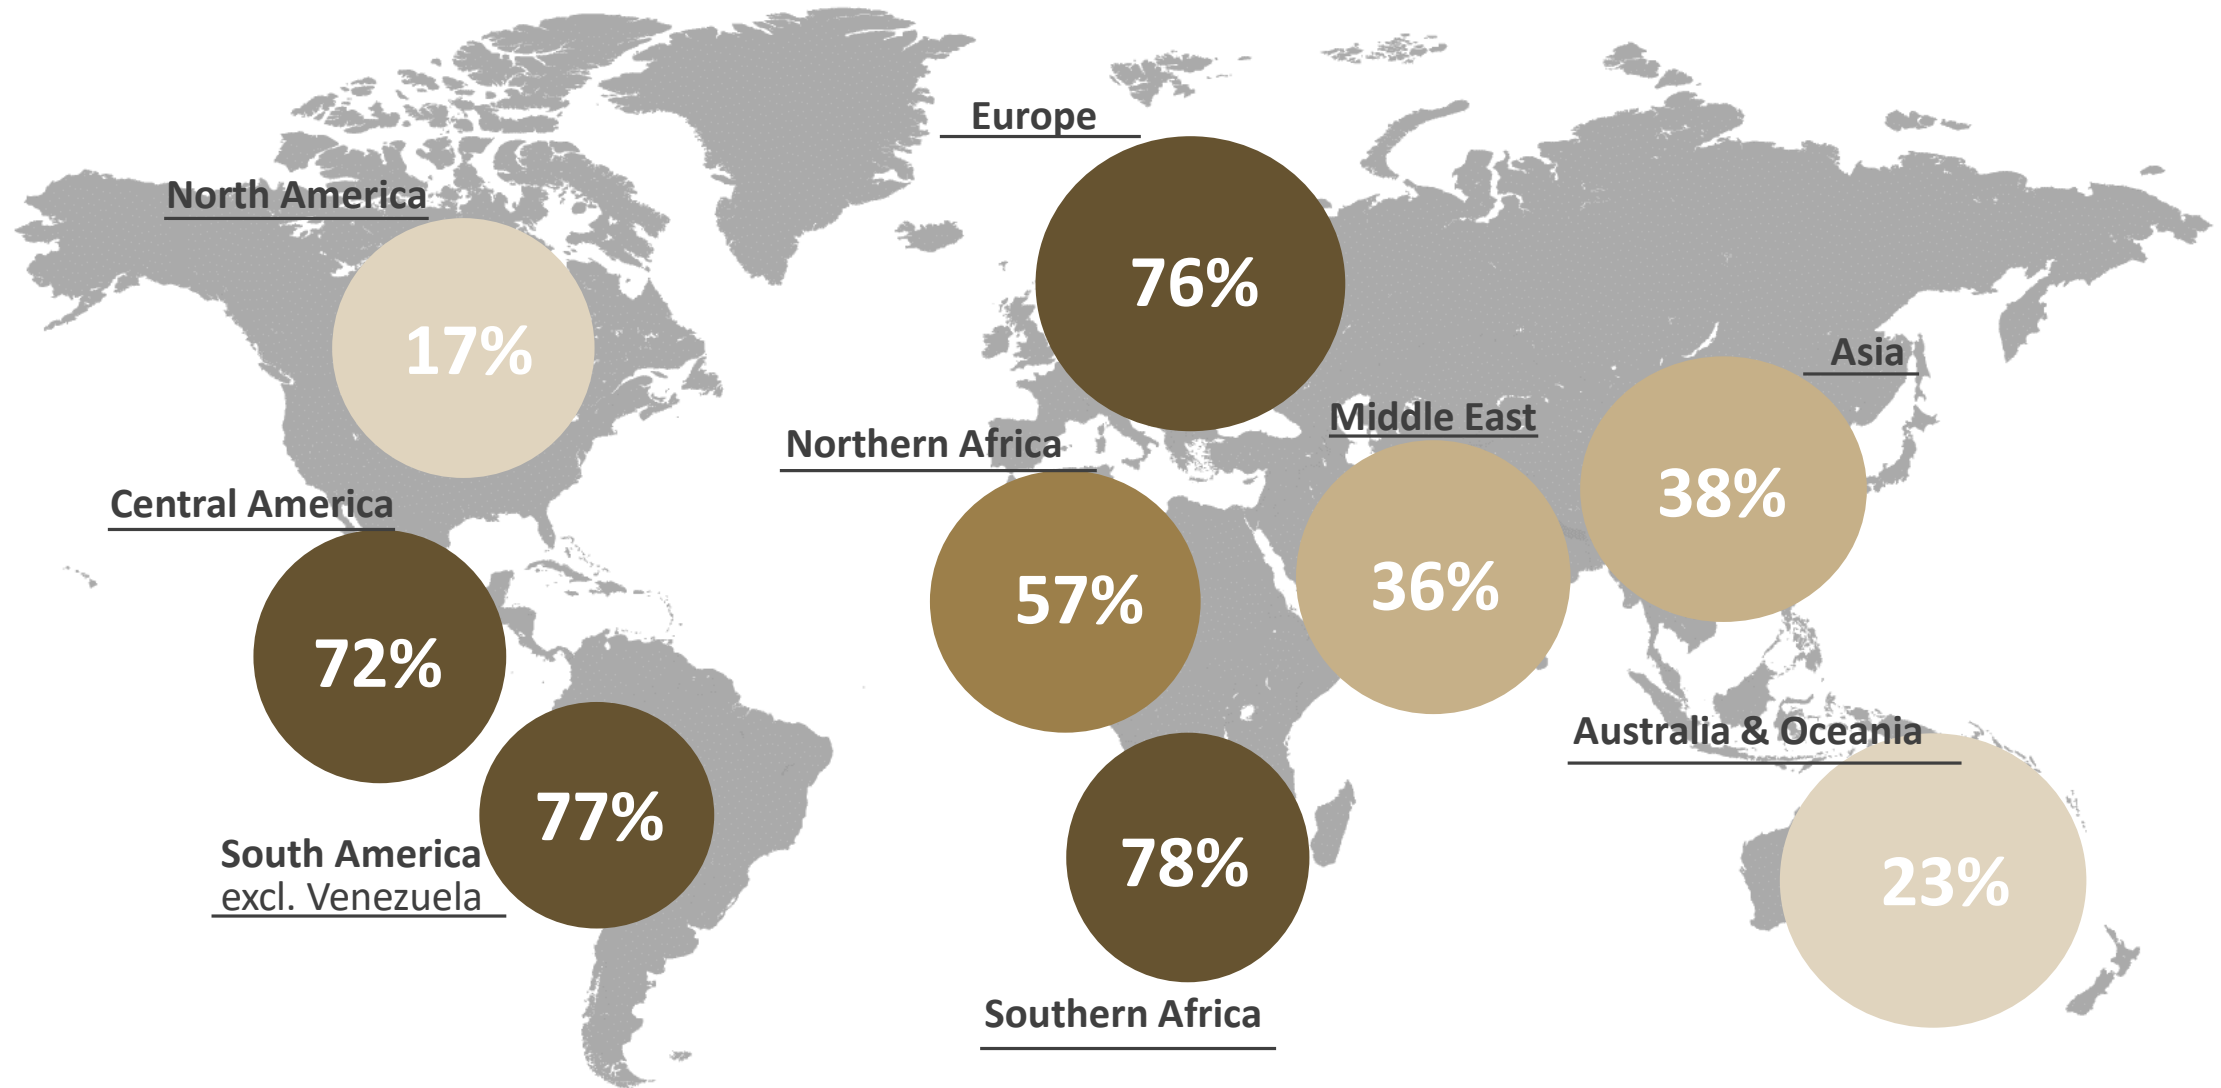 Europe
76%
North America
17%
Asia
38%
Middle East
36%
Northern Africa
57%
Central America
72%
South America
excl. Venezuela
77%
Australia & Oceania
23%
78%
Southern Africa